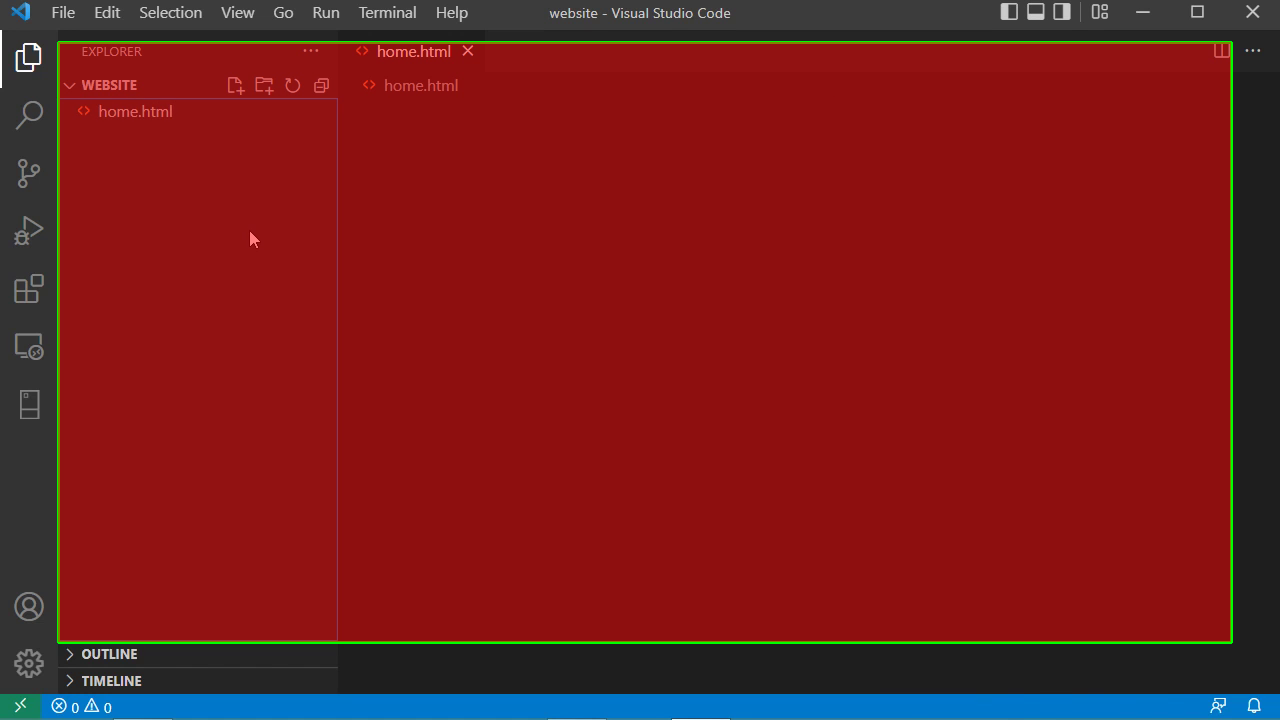 File Edit Selection View Go Run Terminal Help website - Visual Studio Code
EXPLORER home.html
WEBSITE home.html
home.html
OUTLINE
TIMELINE
0 0